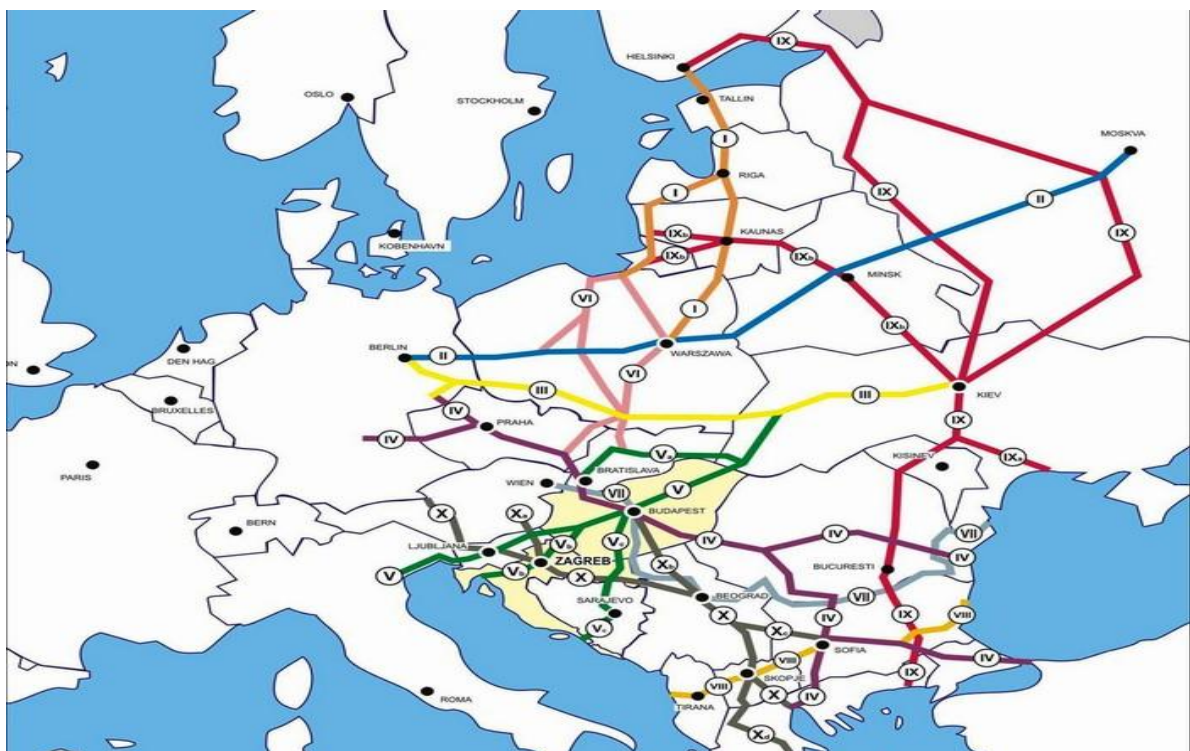 IX
HELSINKI
OSLO
STOCKHOLM
TALLIN
I
MOSKVA
RIGA
I
IX
II
KOBENHAVN
IXb
KAUNAS
IX
IXb
IXb
MINSK
VI
I
IXb
DEN HAG
BERLIN
II
WARSZAWA
ON
VI
BRUXELLES
III
III
KIEV
IV
IX
PRAHA
IV
PARIS
Va
IXa
KISINEV
BRATISLAVA
WIEN
VII
V
BUDAPEST
X
Xa
BERN
VII
IV
IV
IV
LJUBLJANA
Vb
Vc
ZAGREB
Xb
BUCURESTI
V
Vb
X
BEOGRAD
VII
SARAJEVO
X
IV
IX
VIII
Vc
Xc
SOFIA
IV
VIII
SKOPJE
IX
ROMA
VIII
TIRANA
X
IV
Xd